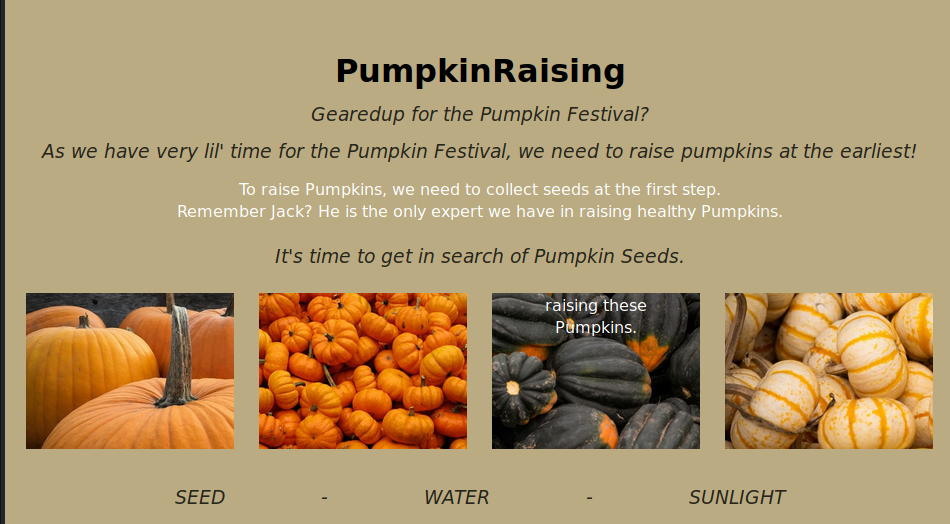 PumpkinRaising
Gearedup for the Pumpkin Festival?
As we have very lil' time for the Pumpkin Festival, we need to raise pumpkins at the earliest!
To raise Pumpkins, we need to collect seeds at the first step.
Remember Jack? He is the only expert we have in raising healthy Pumpkins.
It's time to get in search of Pumpkin Seeds.
raising these
Pumpkins.
SEED - WATER - SUNLIGHT